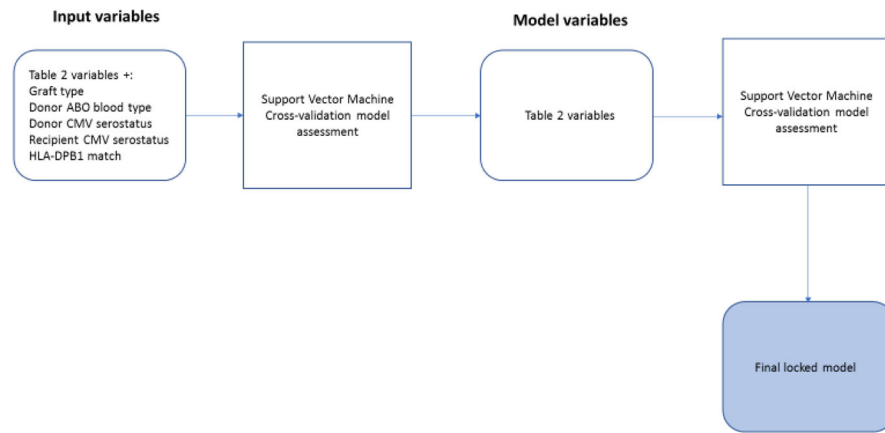 Input variables
Model variables
Table 2 variables +:
Graft type
Donor ABO blood type
Donor CMV serostatus
Recipient CMV serostatus
HLA-DPB1 match
Support Vector Machine
Cross-validation model
assessment
Table 2 variables
Support Vector Machine
Cross-validation model
assessment
Final locked model